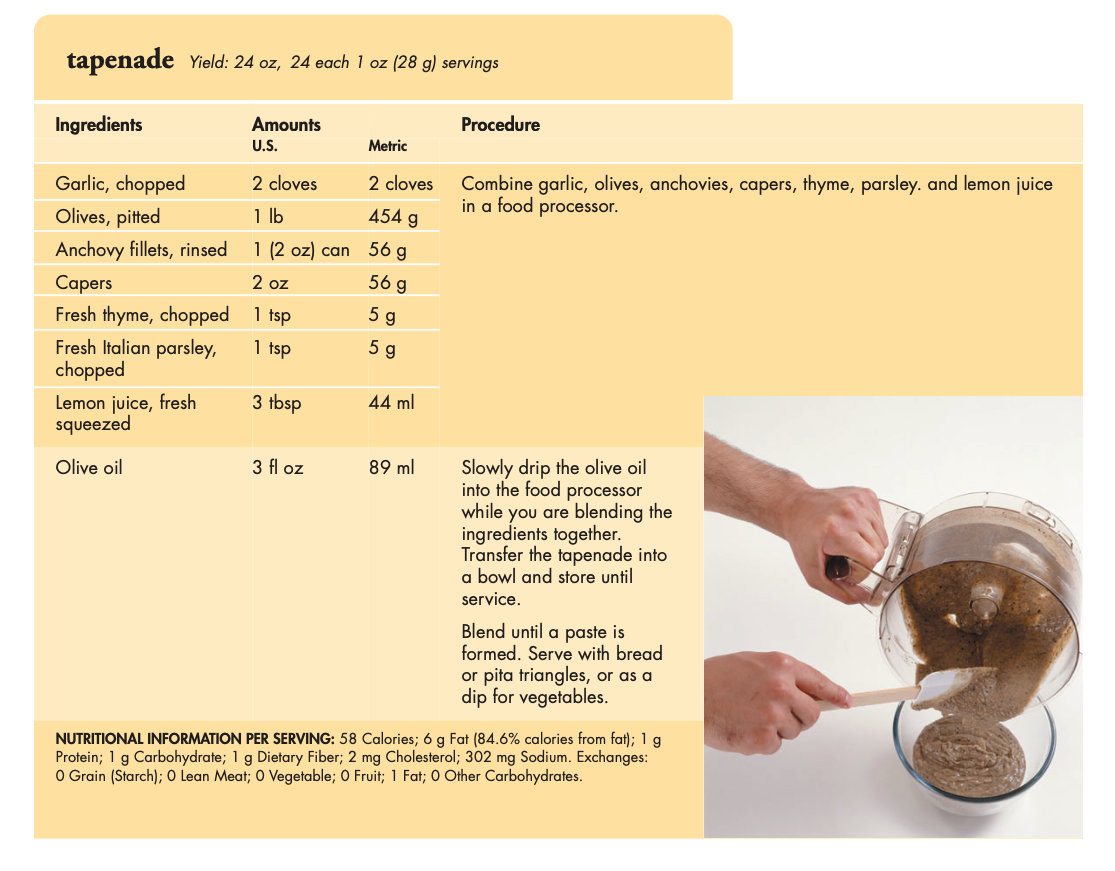 tapenade Yield: 24 oz, 24 each 1 oz (28 g) servings
Ingredients Amounts Procedure
U.S. Metric
Garlic, chopped 2 cloves 2 cloves Combine garlic, olives, anchovies, capers, thyme, parsley. and lemon juice
in a food processor.
Olives, pitted 1 lb 454 g
Anchovy fillets, rinsed 1 (2 oz) can 56 g
Capers 2 oz 56 g
Fresh thyme, chopped 1 tsp 5 g
Fresh Italian parsley, 1 tsp 5 g
chopped
Lemon juice, fresh 3 tbsp 44 ml
squeezed
Olive oil 3 fl oz 89 ml Slowly drip the olive oil
into the food processor
while you are blending the
ingredients together.
Transfer the tapenade into
a bowl and store until
service.
Blend until a paste is
formed. Serve with bread
or pita triangles, or as a
dip for vegetables.
NUTRITIONAL INFORMATION PER SERVING: 58 Calories; 6 g Fat (84.6% calories from fat); 1 g
Protein; 1 g Carbohydrate; 1 g Dietary Fiber; 2 mg Cholesterol; 302 mg Sodium. Exchanges:
0 Grain (Starch); 0 Lean Meat; 0 Vegetable; 0 Fruit; 1 Fat; 0 Other Carbohydrates.